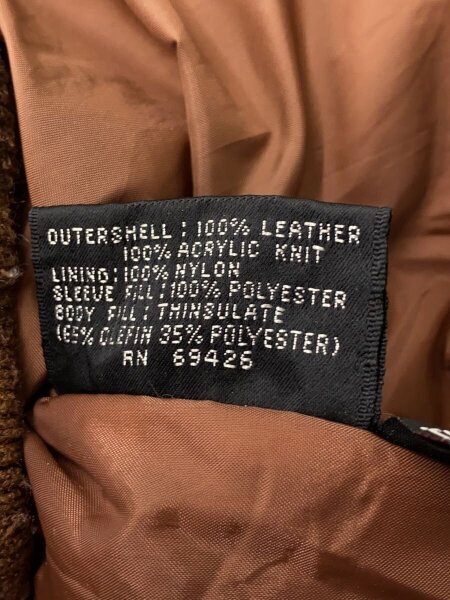 OUTERSHELL: 100% LEATHER
100% ACRYLIC KNIT
LINING: 100% NYLON
SLEEVE FILL: 100% POLYESTER
BODY FILL: THINSULATE
(65% OLEFIN 35% POLYESTER)
RN 69426